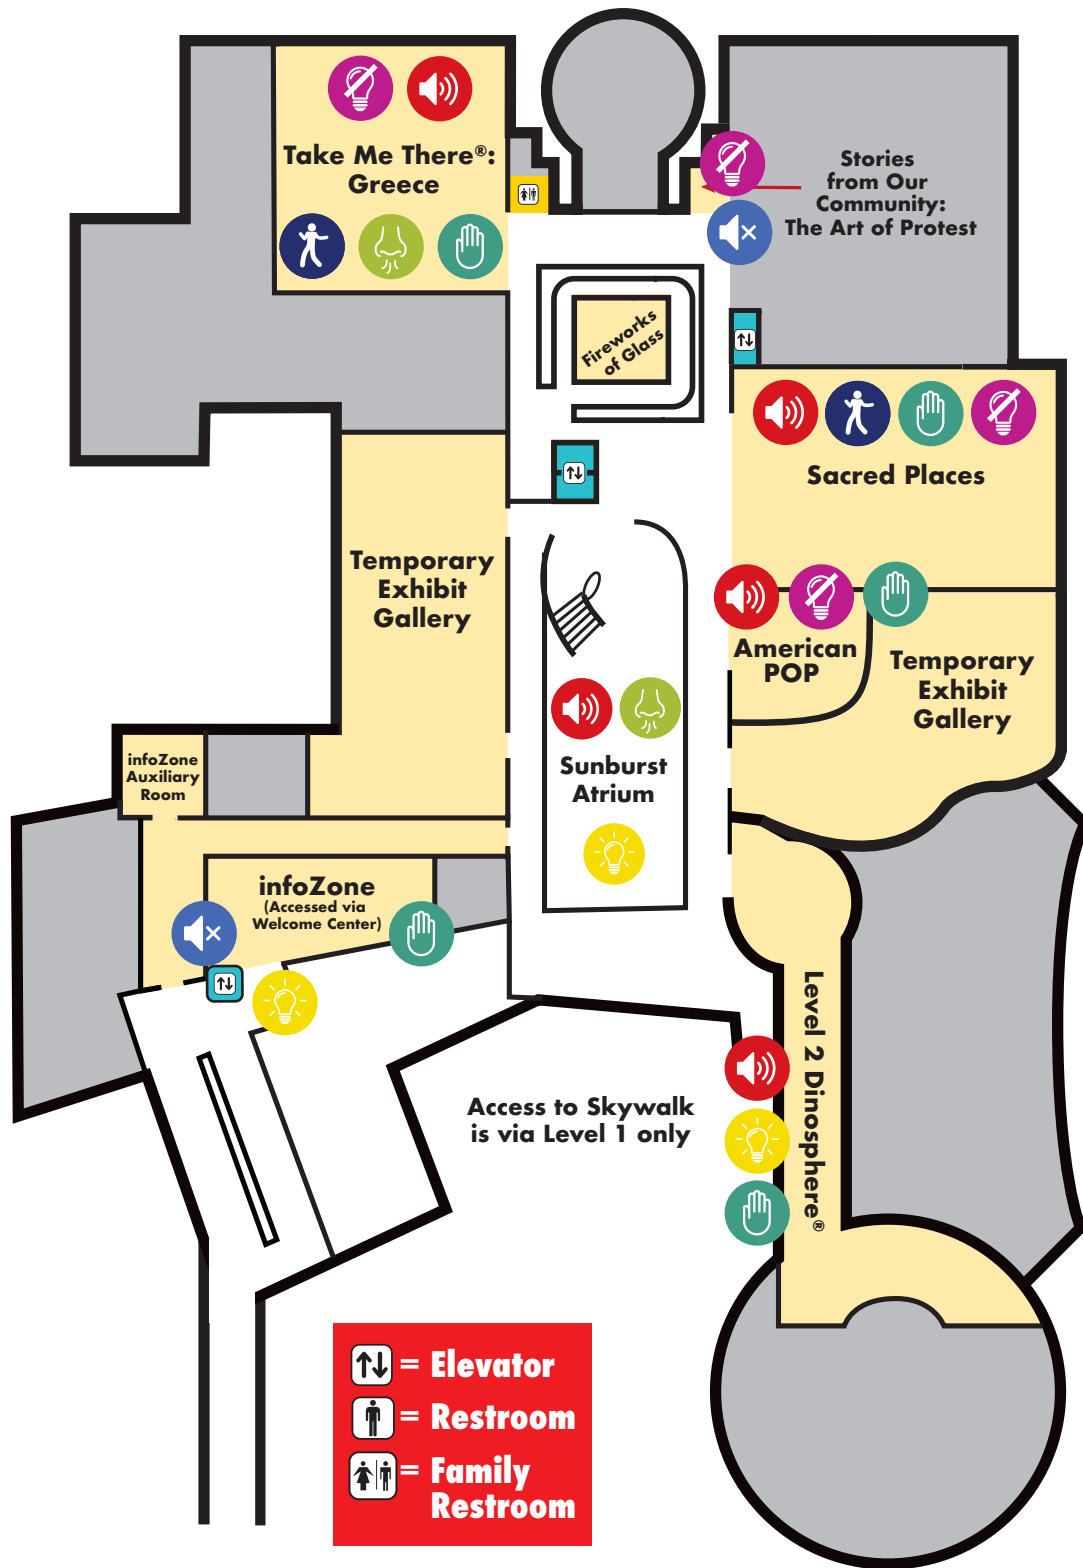 Take Me There®:
Greece
Stories
from Our
Community:
The Art of Protest
Fireworks
of Glass
Sacred Places
Temporary
Exhibit
Gallery
American
POP
Temporary
Exhibit
Gallery
infoZone
Auxiliary
Room
Sunburst
Atrium
infoZone
(Accessed via
Welcome Center)
Level 2 Dinosphere®
Access to Skywalk
is via Level 1 only
= Elevator
= Restroom
= Family
Restroom